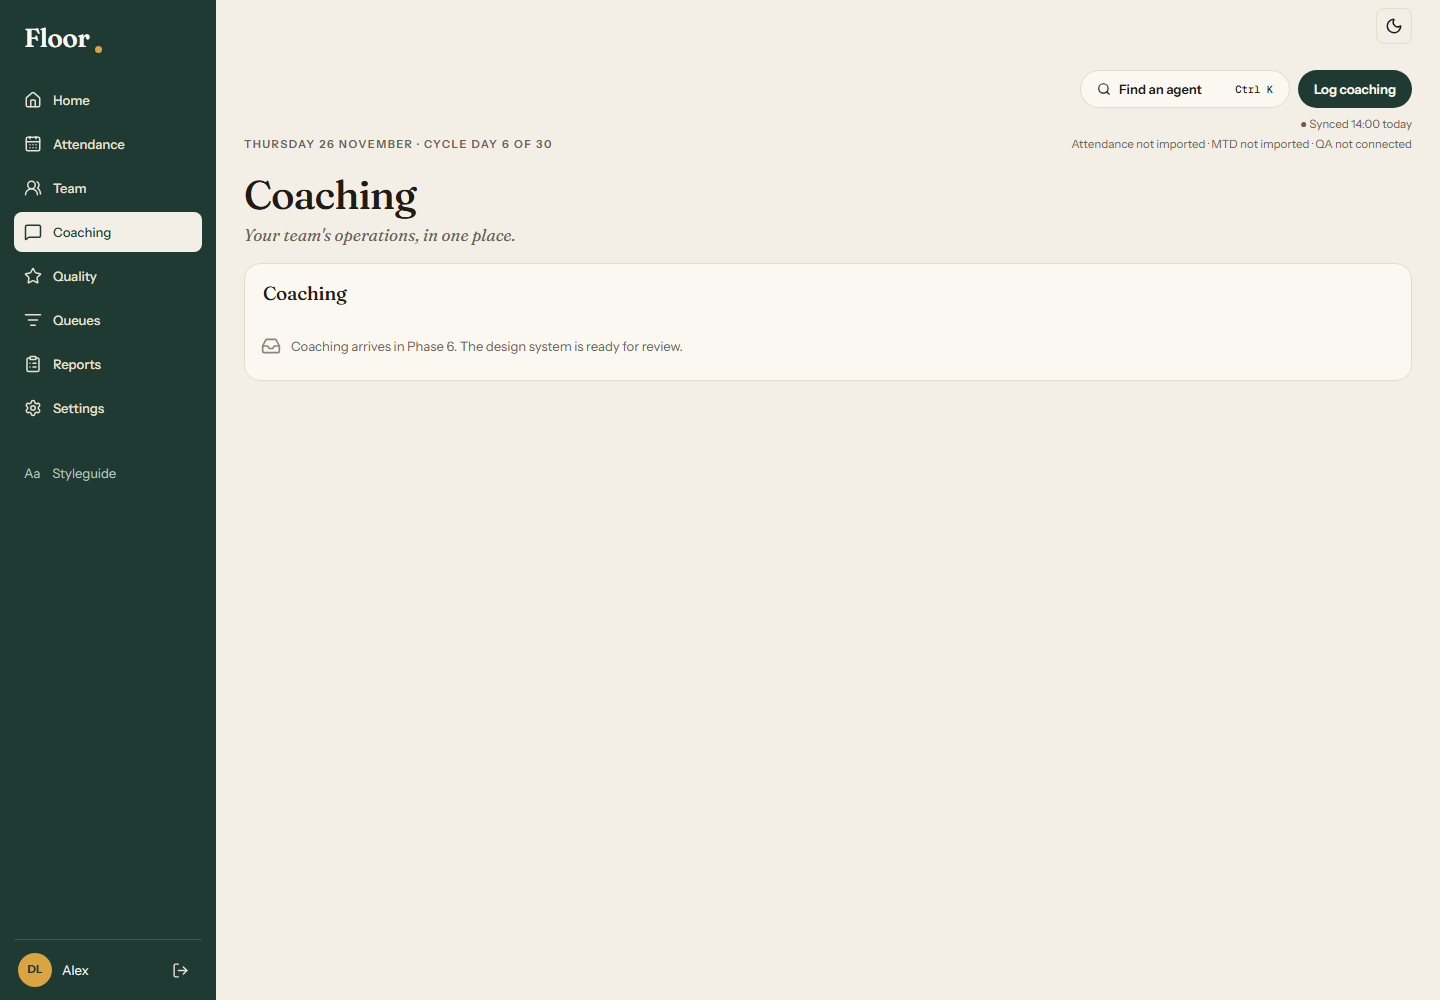 Floor.
Home
Attendance
Team
Coaching
Quality
Queues
Reports
Settings
Aa Styleguide
DL Alex
Find an agent Ctrl K
Log coaching
● Synced 14:00 today
THURSDAY 26 NOVEMBER · CYCLE DAY 6 OF 30
Attendance not imported · MTD not imported · QA not connected
Coaching
Your team's operations, in one place.
Coaching
Coaching arrives in Phase 6. The design system is ready for review.